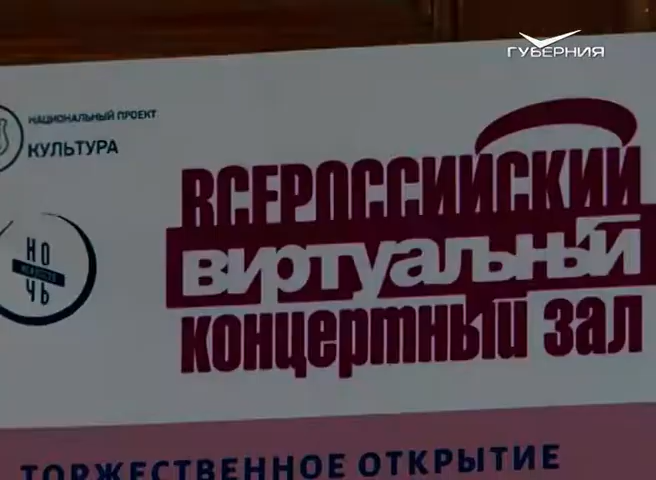 ГУБЕРНИЯ
НАЦИОНАЛЬНЫЙ ПРОЕКТ
КУЛЬТУРА
ВСЕРОССИЙСКИЙ
ВИРТУАЛЬНЫЙ
КОНЦЕРТНЫЙ ЗАЛ
НО
ЧЬ
ТОРЖЕСТВЕННОЕ ОТКРЫТИЕ